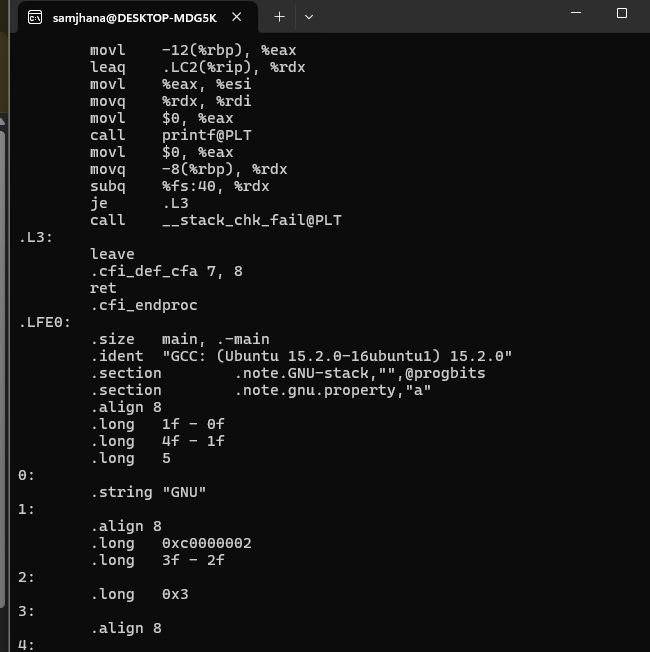 samjhana@DESKTOP-MDG5K
movl -12(%rbp), %eax
leaq .LC2(%rip), %rdx
movl %eax, %esi
movq %rdx, %rdi
movl $0, %eax
call printf@PLT
movl $0, %eax
movq -8(%rbp), %rdx
subq %fs:40, %rdx
je .L3
call __stack_chk_fail@PLT
.L3:
leave
.cfi_def_cfa 7, 8
ret
.cfi_endproc
.LFE0:
.size main, .-main
.ident "GCC: (Ubuntu 15.2.0-16ubuntu1) 15.2.0"
.section .note.GNU-stack,"",@progbits
.section .note.gnu.property,"a"
.align 8
.long 1f - 0f
.long 4f - 1f
.long 5
0:
.string "GNU"
1:
.align 8
.long 0xc0000002
.long 3f - 2f
2:
.long 0x3
3:
.align 8
4: